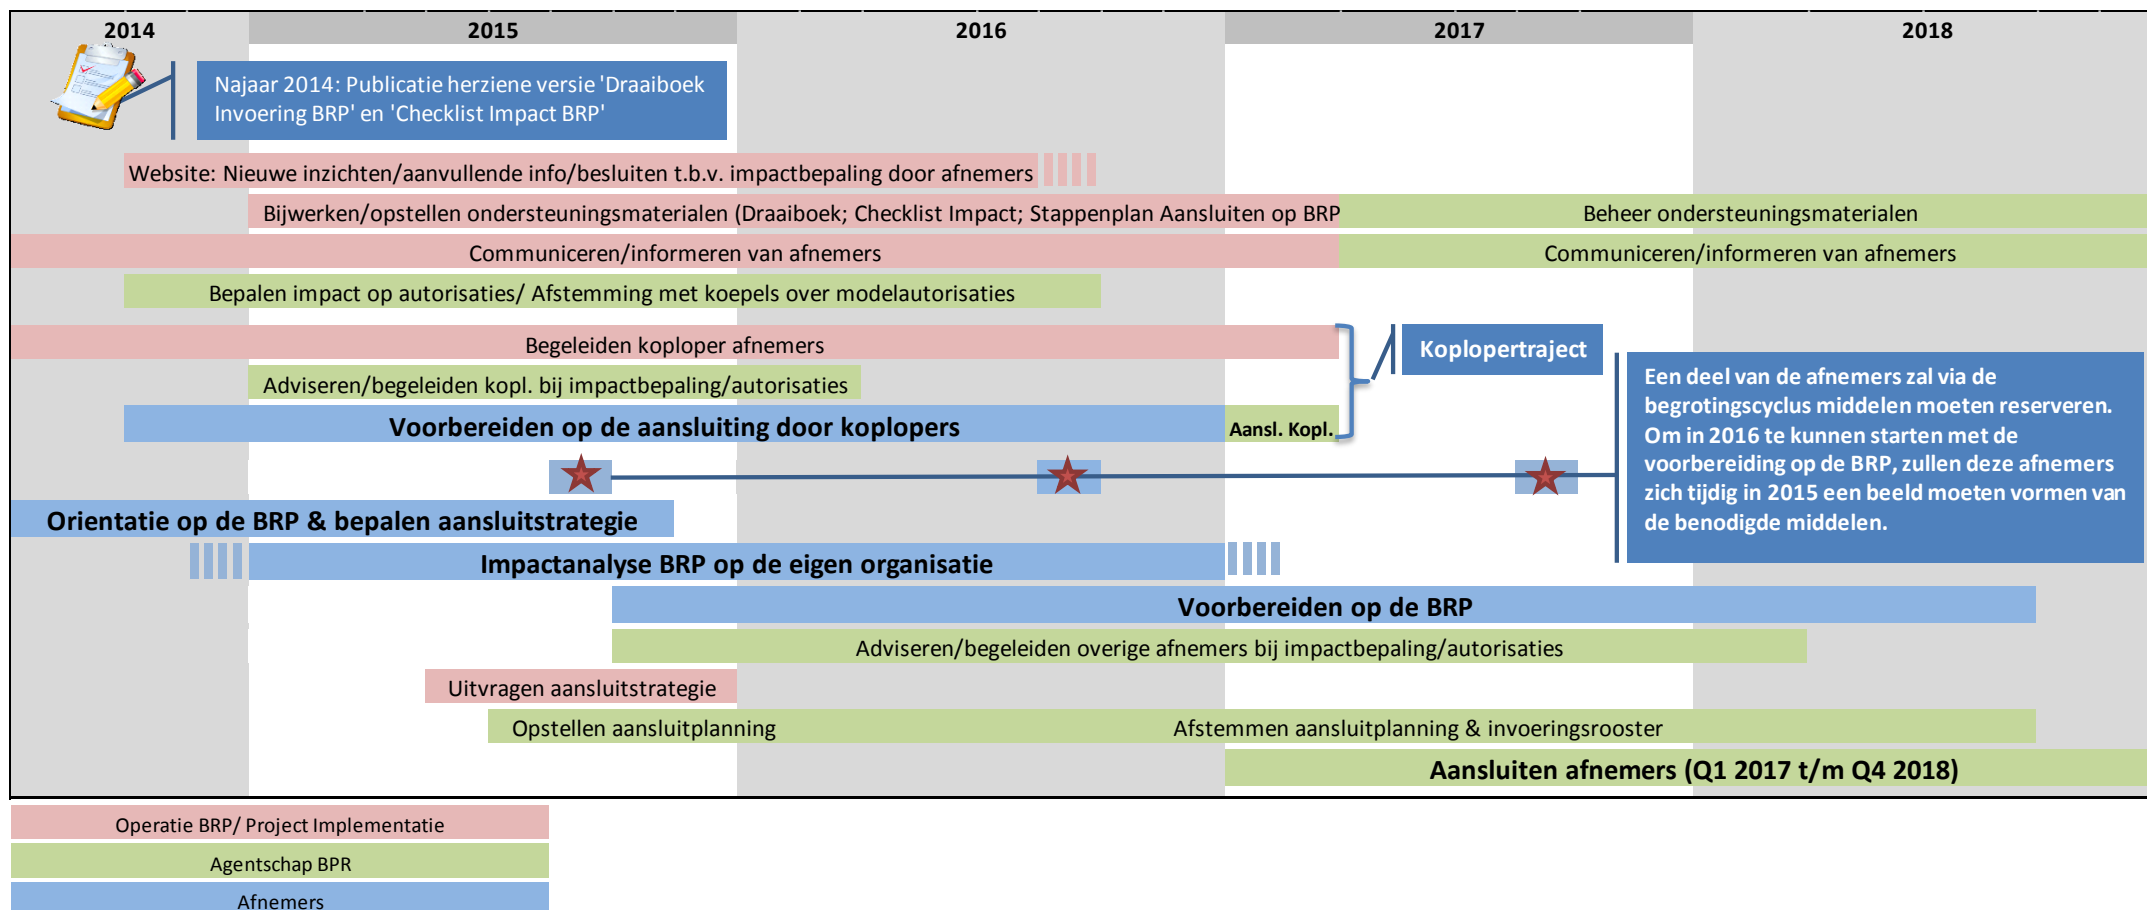 2014 2015 2016 2017 2018
Najaar 2014: Publicatie herziene versie 'Draaiboek
Invoering BRP' en 'Checklist Impact BRP'
Website: Nieuwe inzichten/aanvullende info/besluiten t.b.v. impactbepaling door afnemers
Bijwerken/opstellen ondersteuningsmaterialen (Draaiboek; Checklist Impact; Stappenplan Aansluiten op BRP
Beheer ondersteuningsmaterialen
Communiceren/informeren van afnemers
Communiceren/informeren van afnemers
Bepalen impact op autorisaties/ Afstemming met koepels over modelautorisaties
Begeleiden koploper afnemers
Koplopertraject
Adviseren/begeleiden kopl. bij impactbepaling/autorisaties
Voorbereiden op de aansluiting door koplopers
Aansl. Kopl.
Een deel van de afnemers zal via de
begrotingscyclus middelen moeten reserveren.
Om in 2016 te kunnen starten met de
voorbereiding op de BRP, zullen deze afnemers
zich tijdig in 2015 een beeld moeten vormen van
de benodigde middelen.
Orientatie op de BRP & bepalen aansluitstrategie
Impactanalyse BRP op de eigen organisatie
Voorbereiden op de BRP
Adviseren/begeleiden overige afnemers bij impactbepaling/autorisaties
Uitvragen aansluitstrategie
Opstellen aansluitplanning
Afstemmen aansluitplanning & invoeringsrooster
Aansluiten afnemers (Q1 2017 t/m Q4 2018)
Operatie BRP/ Project Implementatie
Agentschap BPR
Afnemers